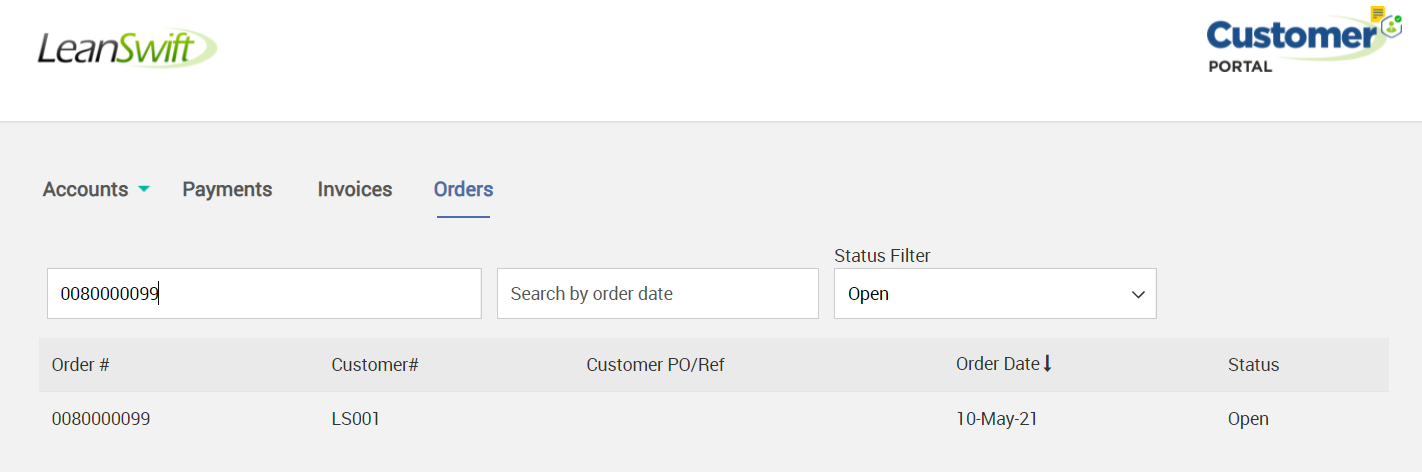 LeanSwift
Customer
PORTAL
Accounts Payments Invoices Orders
Status Filter
0080000099 Search by order date Open
Order # Customer# Customer PO/Ref Order Date Status
0080000099 LS001 10-May-21 Open